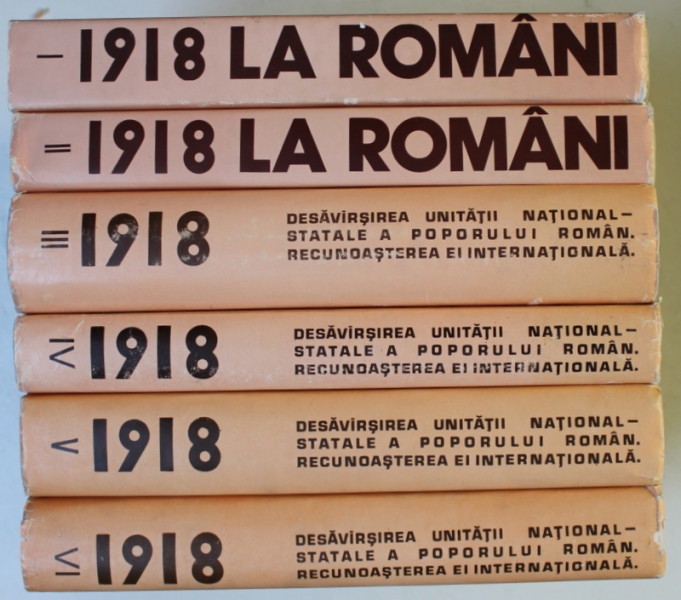 I 1918 LA ROMÂNI
II 1918 LA ROMÂNI
III 1918
DESĂVÎRŞIREA UNITĂŢII NAŢIONAL–
STATALE A POPORULUI ROMÂN.
RECUNOAŞTEREA EI INTERNAŢIONALĂ.
IV 1918
DESĂVÎRŞIREA UNITĂŢII NAŢIONAL–
STATALE A POPORULUI ROMÂN.
RECUNOAŞTEREA EI INTERNAŢIONALĂ.
V 1918
DESĂVÎRŞIREA UNITĂŢII NAŢIONAL–
STATALE A POPORULUI ROMÂN.
RECUNOAŞTEREA EI INTERNAŢIONALĂ.
VI 1918
DESĂVÎRŞIREA UNITĂŢII NAŢIONAL–
STATALE A POPORULUI ROMÂN.
RECUNOAŞTEREA EI INTERNAŢIONALĂ.